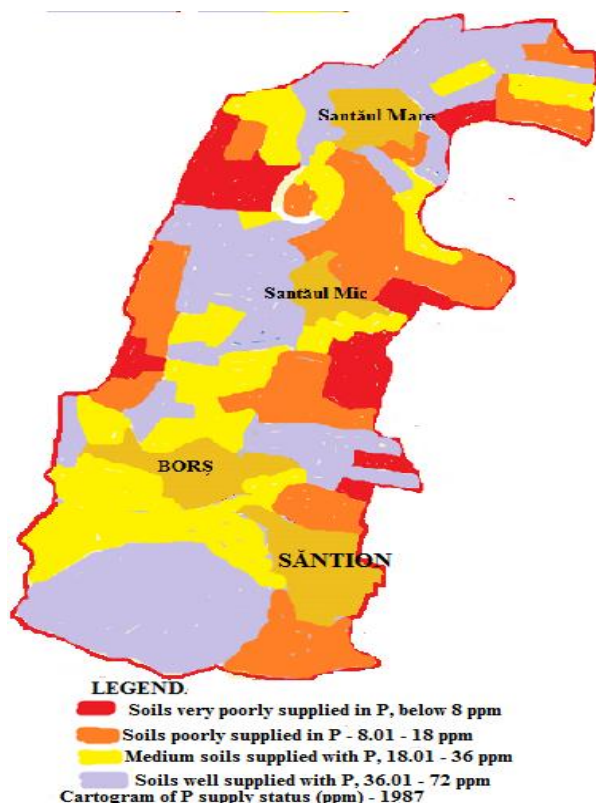 Santăul Mare
Santăul Mic
BORȘ
SĂNTION
LEGEND.
Soils very poorly supplied in P, below 8 ppm
Soils poorly supplied in P - 8.01 - 18 ppm
Medium soils supplied with P, 18.01 - 36 ppm
Soils well supplied with P, 36.01 - 72 ppm
Cartogram of P supply status (ppm) - 1987